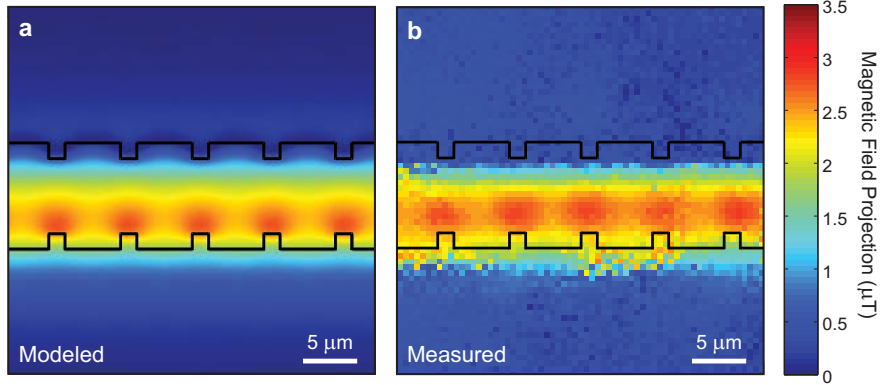 a
Modeled
5 μm
b
Measured
5 μm
3.5
3
2.5
2
1.5
1
0.5
0
Magnetic Field Projection (μT)